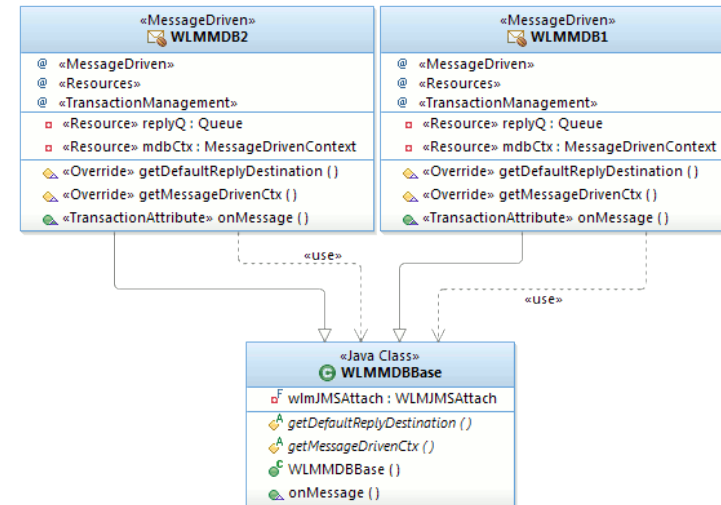 «MessageDriven»
WLMMDB2
@ «MessageDriven»
@ «Resources»
@ «TransactionManagement»
«Resource» replyQ : Queue
«Resource» mdbCtx : MessageDrivenContext
«Override» getDefaultReplyDestination ( )
«Override» getMessageDrivenCtx ( )
«TransactionAttribute» onMessage ( )
«MessageDriven»
WLMMDB1
@ «MessageDriven»
@ «Resources»
@ «TransactionManagement»
«Resource» replyQ : Queue
«Resource» mdbCtx : MessageDrivenContext
«Override» getDefaultReplyDestination ( )
«Override» getMessageDrivenCtx ( )
«TransactionAttribute» onMessage ( )
«use»
«use»
«Java Class»
C WLMMDBBase
F wlmJMSAttach : WLMJMSAttach
A getDefaultReplyDestination ( )
A getMessageDrivenCtx ( )
C WLMMDBBase ( )
onMessage ( )